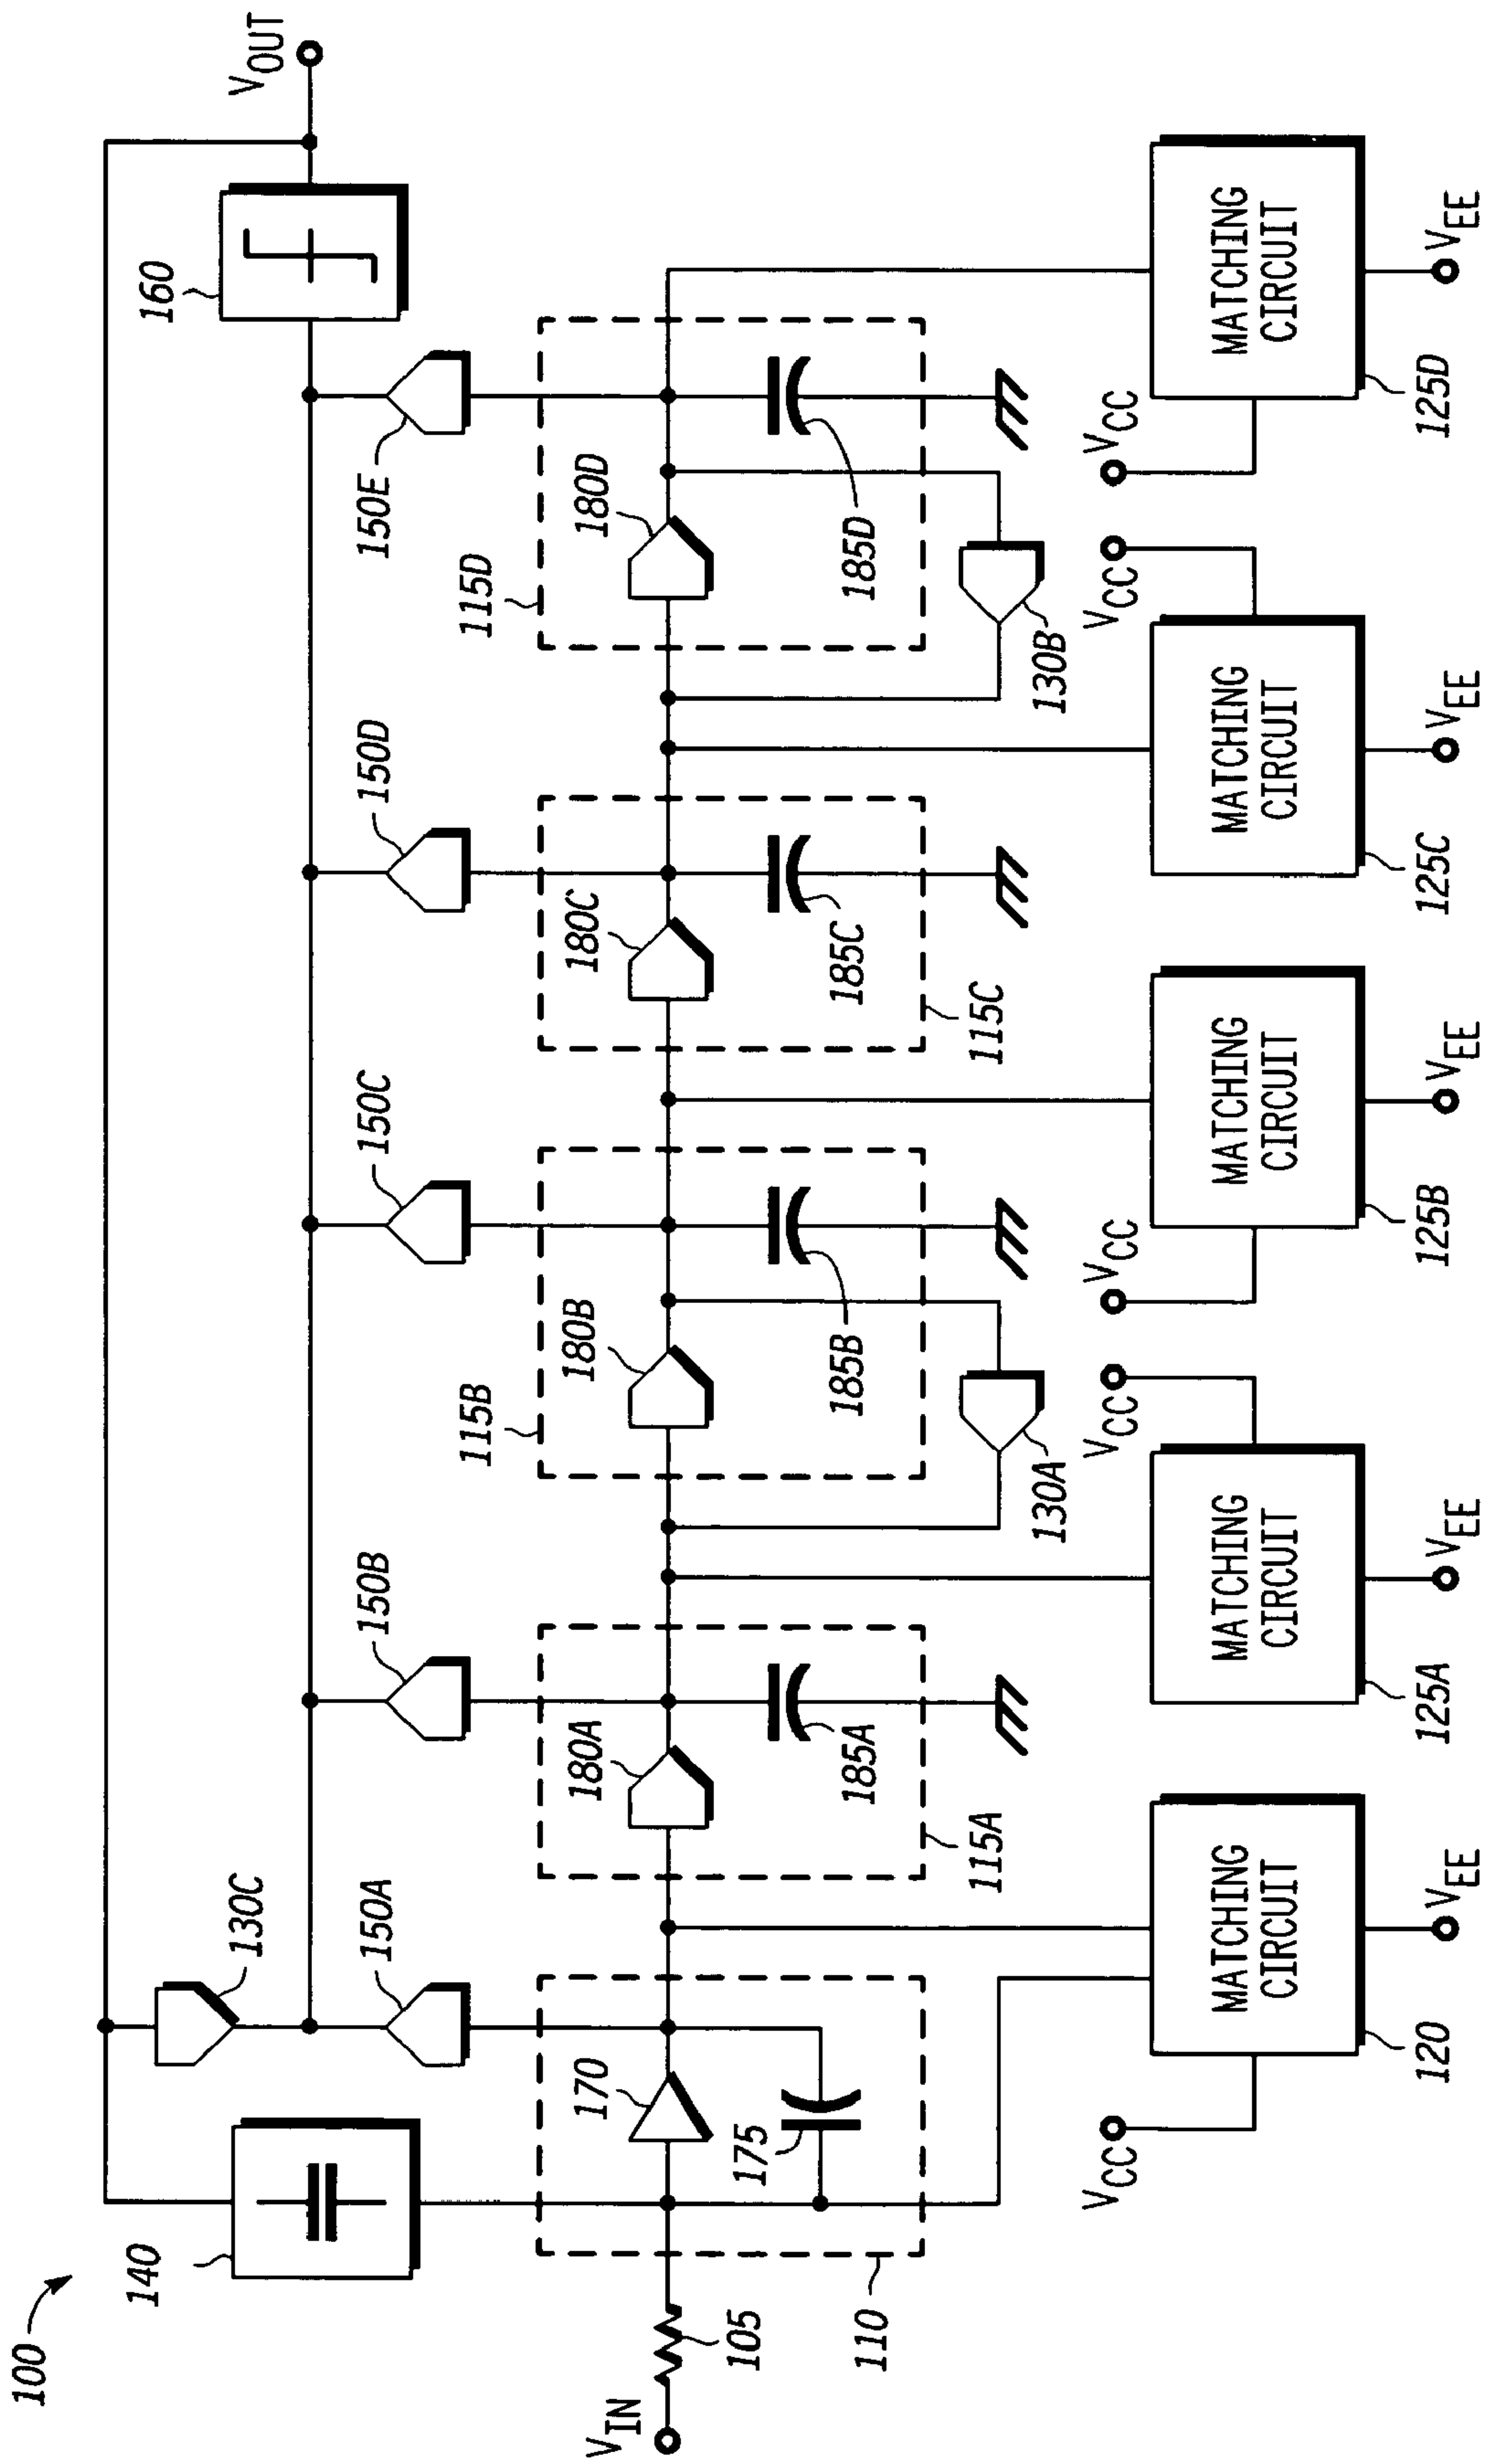 100
140
130C
160
V_OUT
150A
150B
150C
150D
150E
115B
115D
170
180A
180B
180C
180D
V_IN
105
175
185A
185B
185C
185D
110
115A
115C
130A
130B
V_CC
V_CC
V_CC
V_CC
V_CC
MATCHING
CIRCUIT
MATCHING
CIRCUIT
MATCHING
CIRCUIT
MATCHING
CIRCUIT
MATCHING
CIRCUIT
120
125A
125B
125C
125D
V_EE
V_EE
V_EE
V_EE
V_EE